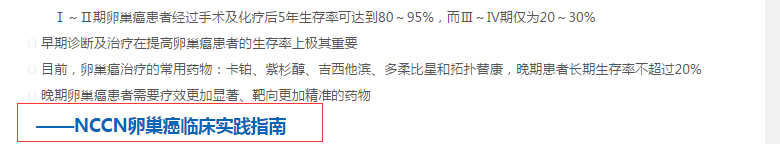 Ⅰ～Ⅱ期卵巢癌患者经过手术及化疗后5年生存率可达到80～95%，而Ⅲ～Ⅳ期仅为20～30%
早期诊断及治疗在提高卵巢癌患者的生存率上极其重要
目前，卵巢癌治疗的常用药物：卡铂、紫杉醇、吉西他滨、多柔比星和拓扑替康，晚期患者长期生存率不超过20%
晚期卵巢癌患者需要疗效更加显著、靶向更加精准的药物
——NCCN卵巢癌临床实践指南